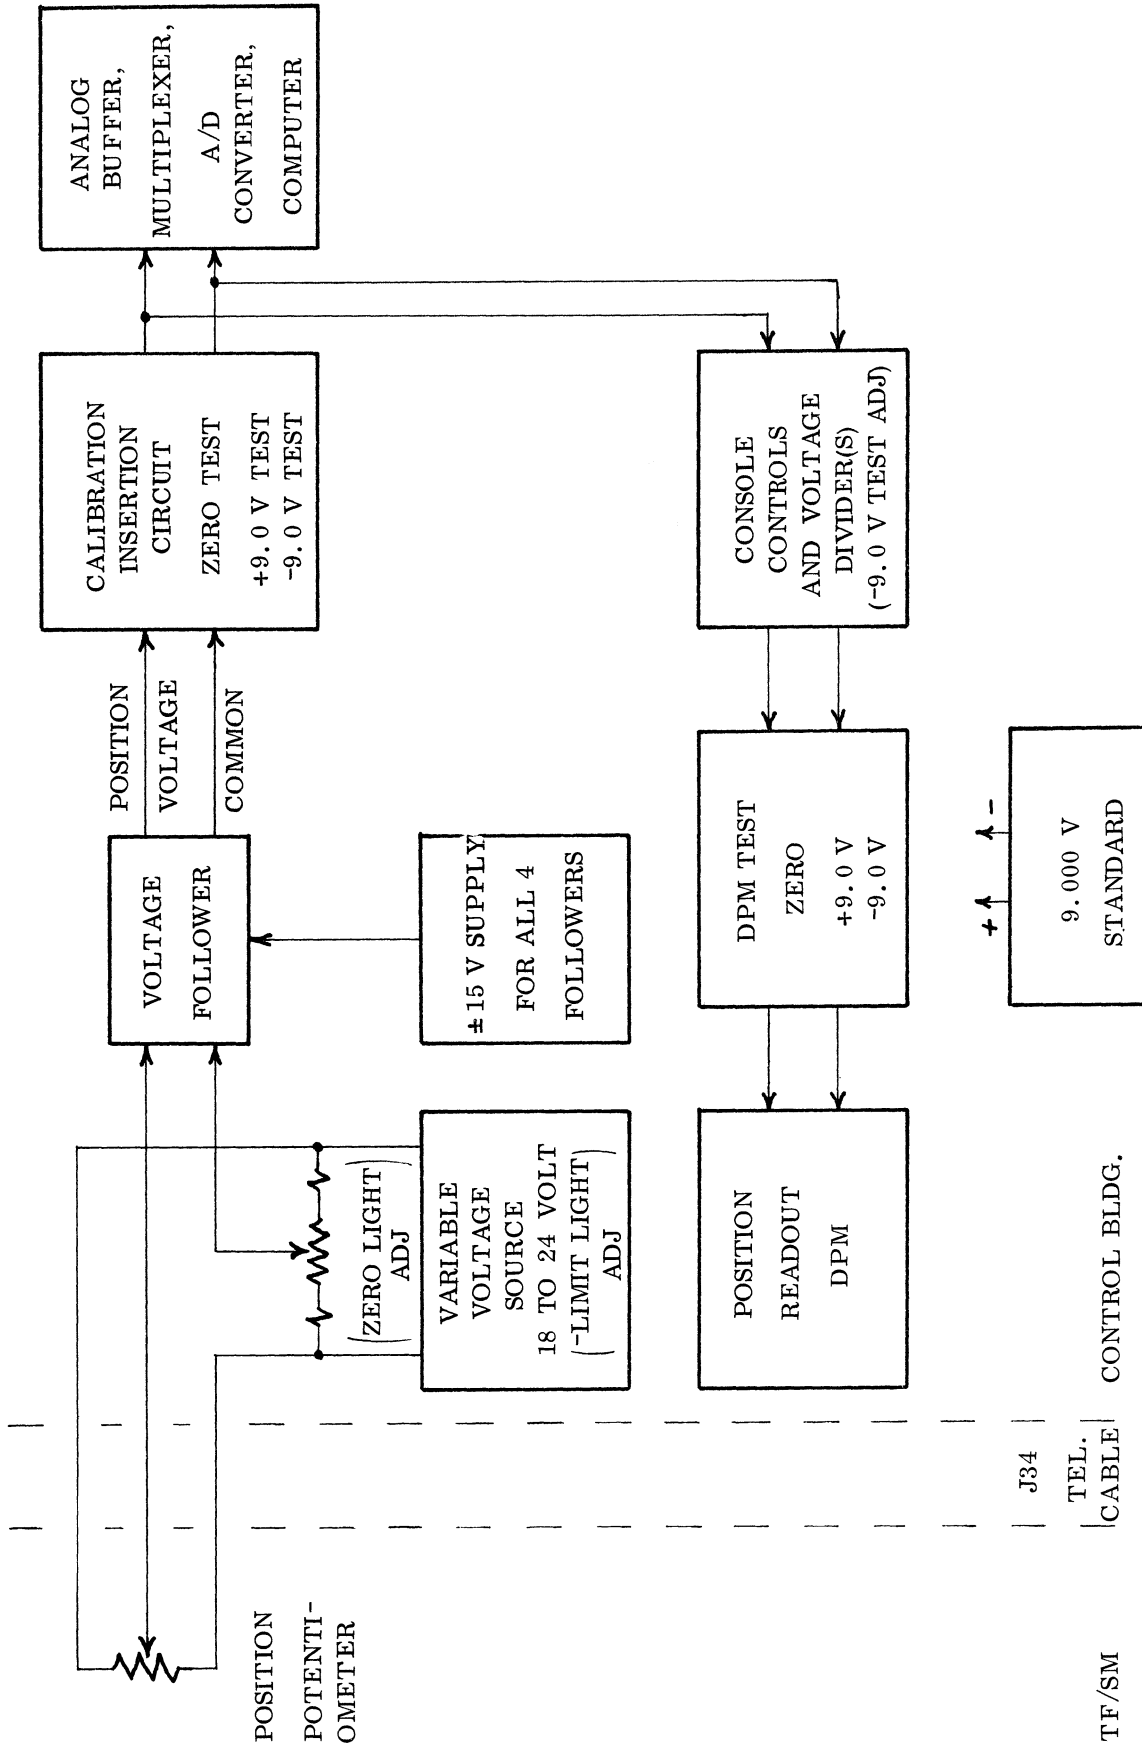 POSITION
POTENTI-
OMETER
TF/SM
J34
TEL.
CABLE
CONTROL BLDG.
(ZERO LIGHT)
ADJ
VARIABLE
VOLTAGE
SOURCE
18 TO 24 VOLT
(-LIMIT LIGHT)
ADJ
VOLTAGE
FOLLOWER
± 15 V SUPPLY
FOR ALL 4
FOLLOWERS
POSITION
VOLTAGE
COMMON
CALIBRATION
INSERTION
CIRCUIT
ZERO TEST
+9.0 V TEST
-9.0 V TEST
ANALOG
BUFFER,
MULTIPLEXER,
A/D
CONVERTER,
COMPUTER
POSITION
READOUT
DPM
DPM TEST
ZERO
+9.0 V
-9.0 V
CONSOLE
CONTROLS
AND VOLTAGE
DIVIDER(S)
(-9.0 V TEST ADJ)
+ -
9.000 V
STANDARD